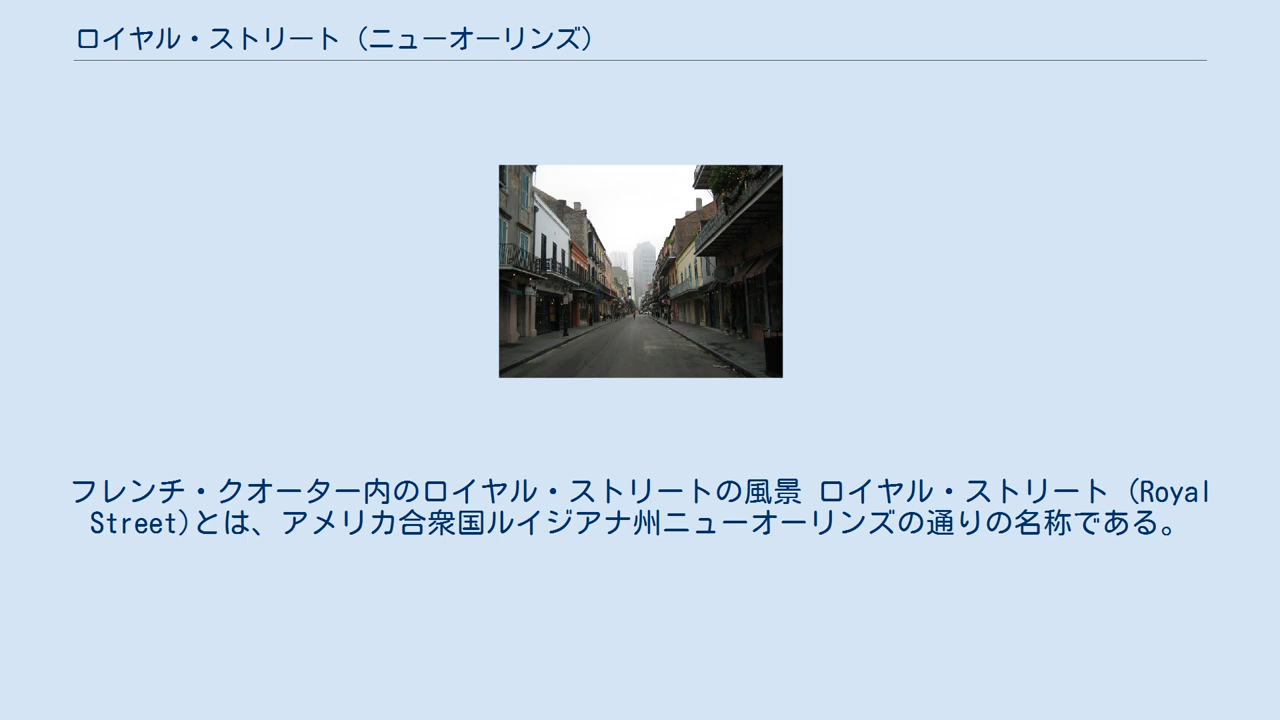 ロイヤル・ストリート（ニューオーリンズ）
フレンチ・クオーター内のロイヤル・ストリートの風景 ロイヤル・ストリート（Royal
Street)とは、アメリカ合衆国ルイジアナ州ニューオーリンズの通りの名称である。